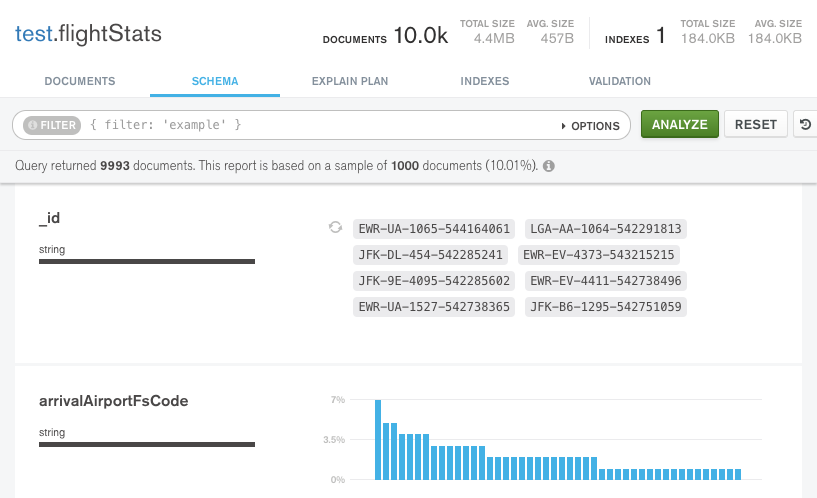 test.flightStats
DOCUMENTS 10.0k TOTAL SIZE 4.4MB AVG. SIZE 457B INDEXES 1 TOTAL SIZE 184.0KB AVG. SIZE 184.0KB
DOCUMENTS SCHEMA EXPLAIN PLAN INDEXES VALIDATION
FILTER { filter: 'example' } OPTIONS ANALYZE RESET
Query returned 9993 documents. This report is based on a sample of 1000 documents (10.01%).
_id
string
EWR-UA-1065-544164061 LGA-AA-1064-542291813
JFK-DL-454-542285241 EWR-EV-4373-543215215
JFK-9E-4095-542285602 EWR-EV-4411-542738496
EWR-UA-1527-542738365 JFK-B6-1295-542751059
arrivalAirportFsCode
string
7%
3.5%
0%